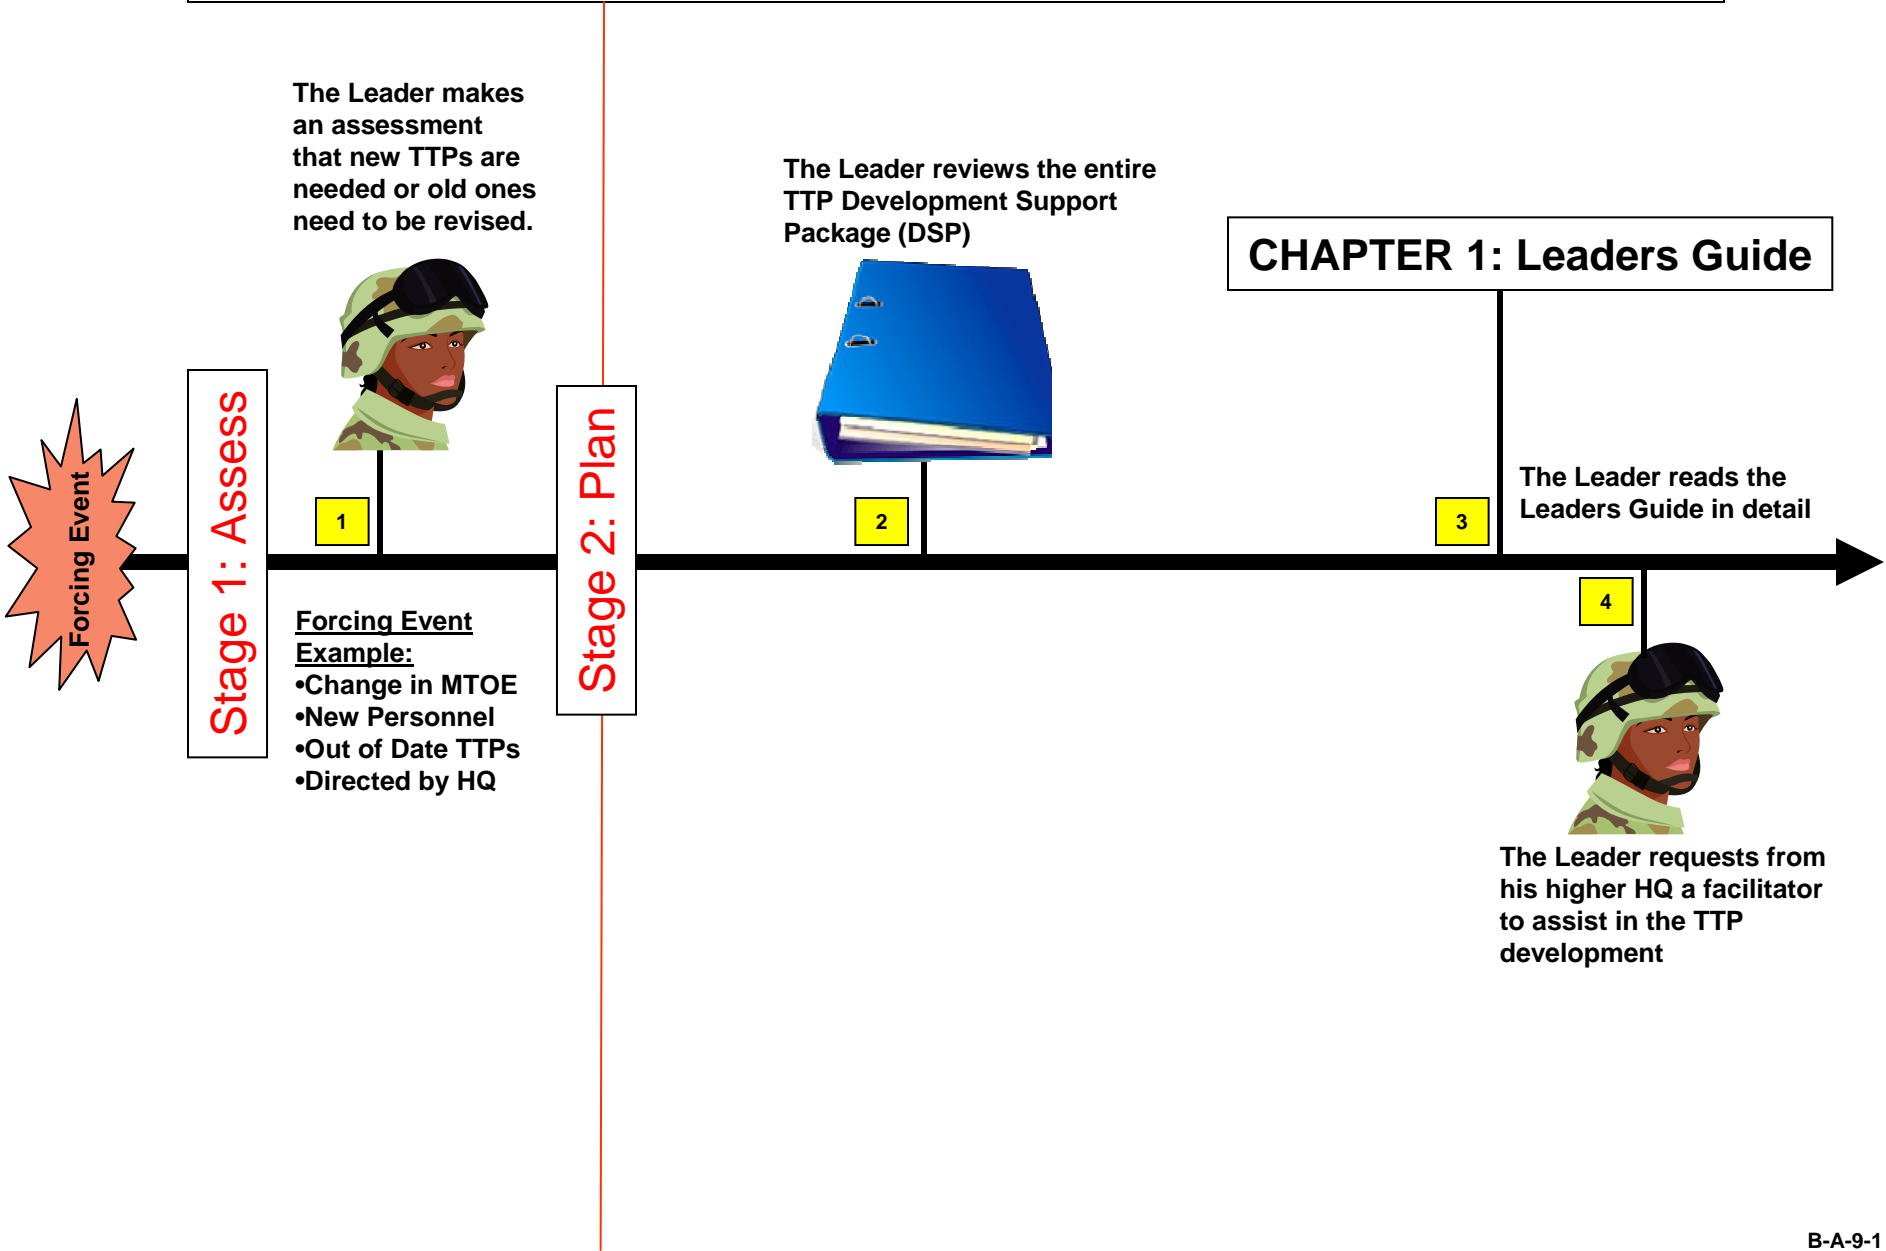 The Leader makes
an assessment
that new TTPs are
needed or old ones
need to be revised.
The Leader reviews the entire
TTP Development Support
Package (DSP)
CHAPTER 1: Leaders Guide
Forcing Event
Stage 1: Assess
1
Stage 2: Plan
2
3
The Leader reads the
Leaders Guide in detail
4
Forcing Event
Example:
•Change in MTOE
•New Personnel
•Out of Date TTPs
•Directed by HQ
The Leader requests from
his higher HQ a facilitator
to assist in the TTP
development
B-A-9-1